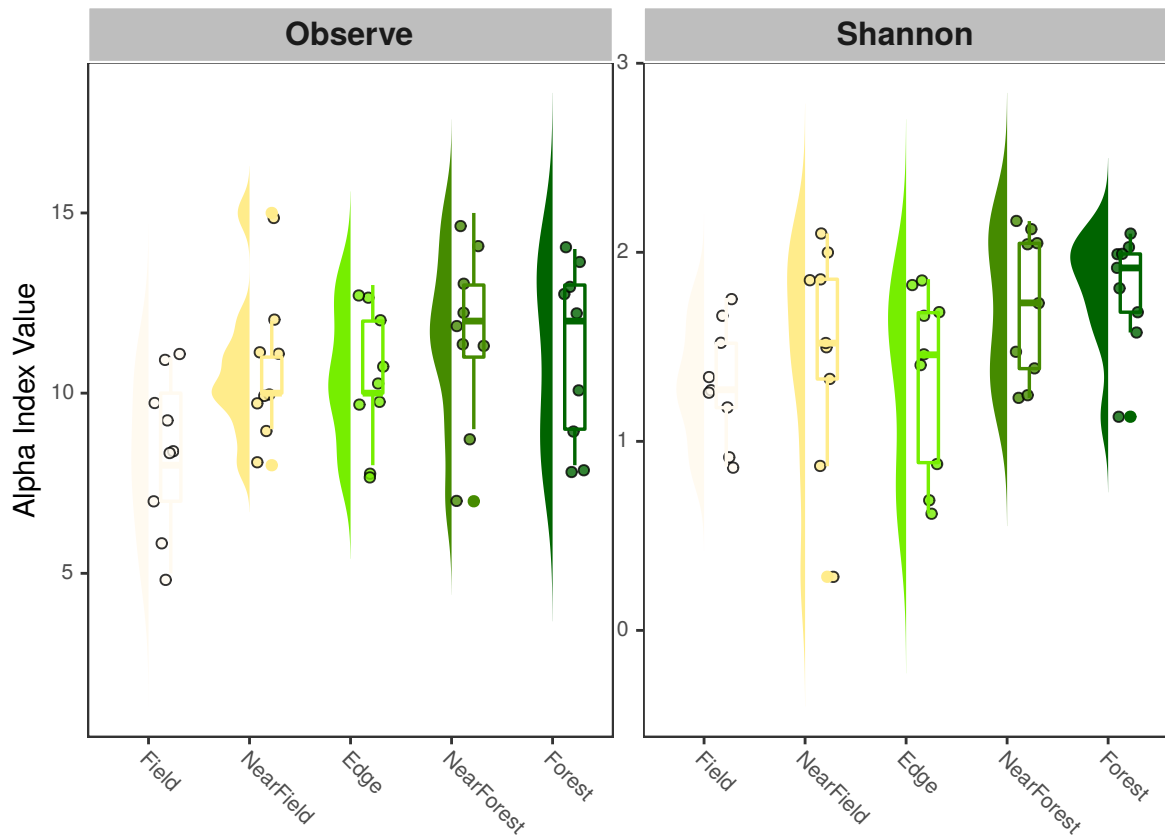 Observe
Shannon
Alpha Index Value
15
10
5
3
2
1
0
Field
NearField
Edge
NearForest
Forest
Field
NearField
Edge
NearForest
Forest